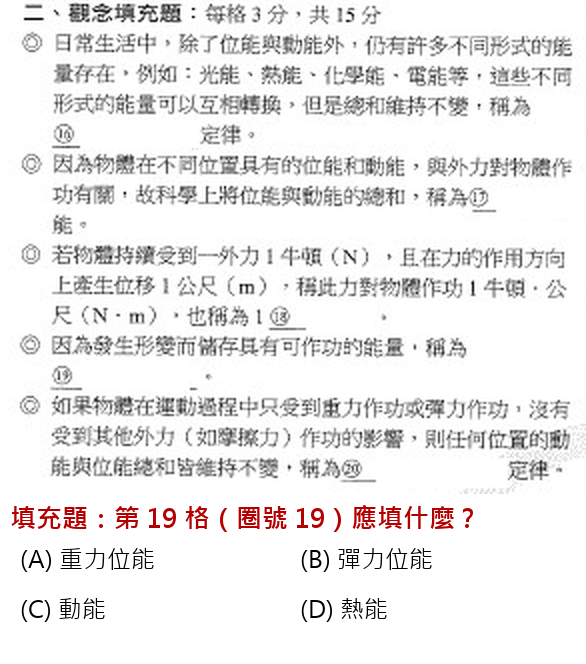 二、觀念填充題：每格 3 分，共 15 分
◎ 日常生活中，除了位能與動能外，仍有許多不同形式的能
量存在，例如：光能、熱能、化學能、電能等，這些不同
形式的能量可以互相轉換，但是總和維持不變，稱為
⑯ 定律。
◎ 因為物體在不同位置具有的位能和動能，與外力對物體作
功有關，故科學上將位能與動能的總和，稱為⑰
能。
◎ 若物體持續受到一外力 1 牛頓（N），且在力的作用方向
上產生位移 1 公尺（m），稱此力對物體作功 1 牛頓．公
尺（N．m），也稱為 1 ⑱ 。
◎ 因為發生形變而儲存具有可作功的能量，稱為
⑲ 。
◎ 如果物體在運動過程中只受到重力作功或彈力作功，沒有
受到其他外力（如摩擦力）作功的影響，則任何位置的動
能與位能總和皆維持不變，稱為⑳ 定律。
填充題：第 19 格（圈號 19）應填什麼？
(A) 重力位能 (B) 彈力位能
(C) 動能 (D) 熱能